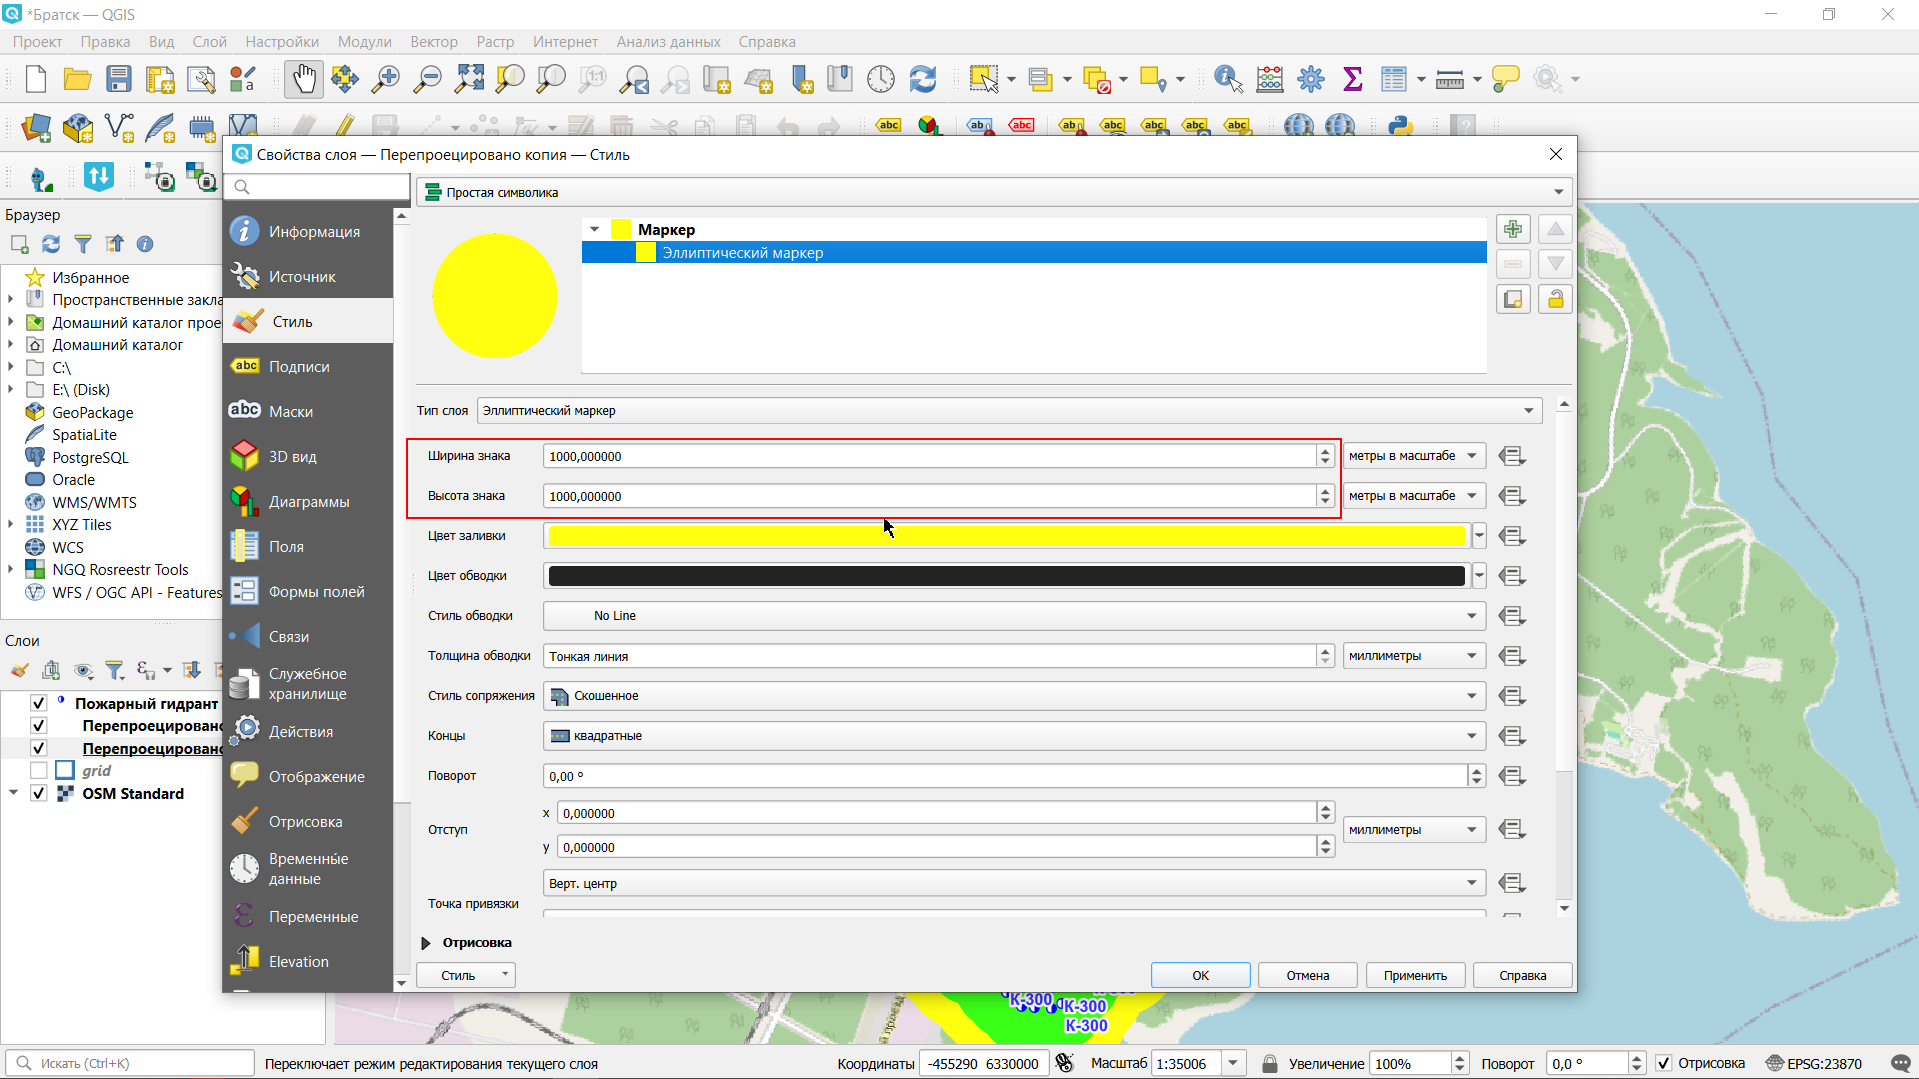 *Братск — QGIS
Проект Правка Вид Слой Настройки Модули Вектор Растр Интернет Анализ данных Справка
Свойства слоя — Перепроецировано копия — Стиль
Простая символика
Браузер
Избранное
Пространственные закла
Домашний каталог прое
Домашний каталог
C:\
E:\ (Disk)
GeoPackage
SpatiaLite
PostgreSQL
Oracle
WMS/WMTS
XYZ Tiles
WCS
NGQ Rosreestr Tools
WFS / OGC API - Features
Слои
Пожарный гидрант
Перепроецировано
Перепроецировано
grid
OSM Standard
Информация
Источник
Стиль
Подписи
Маски
3D вид
Диаграммы
Поля
Формы полей
Связи
Служебное
хранилище
Действия
Отображение
Отрисовка
Временные
данные
Переменные
Elevation
Маркер
Эллиптический маркер
Тип слоя Эллиптический маркер
Ширина знака 1000,000000 метры в масштабе
Высота знака 1000,000000 метры в масштабе
Цвет заливки
Цвет обводки
Стиль обводки No Line
Толщина обводки Тонкая линия миллиметры
Стиль сопряжения Скошенное
Концы квадратные
Поворот 0,00 °
Отступ x 0,000000 миллиметры
y 0,000000
Точка привязки Верт. центр
Отрисовка
Стиль OK Отмена Применить Справка
К-300 К-300
К-300
Искать (Ctrl+K) Переключает режим редактирования текущего слоя Координаты -455290 6330000 Масштаб 1:35006 Увеличение 100% Поворот 0,0 ° Отрисовка EPSG:23870